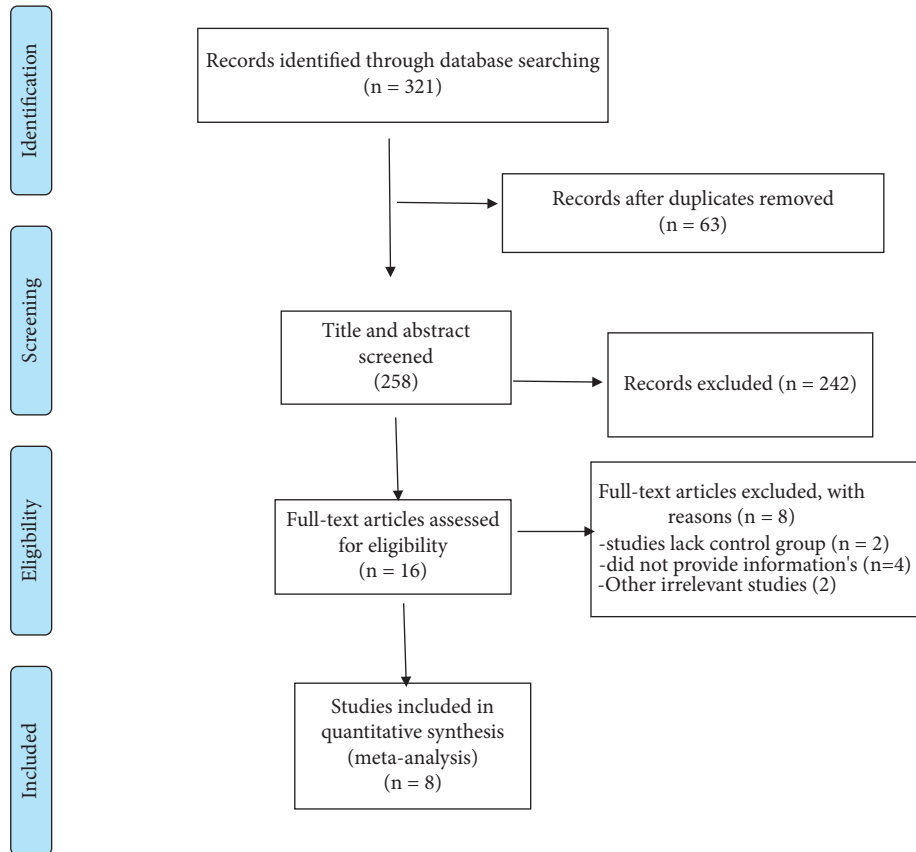 Identification
Records identified through database searching
(n = 321)
Records after duplicates removed
(n = 63)
Screening
Title and abstract
screened
(258)
Records excluded (n = 242)
Eligibility
Full-text articles assessed
for eligibility
(n = 16)
Full-text articles excluded, with
reasons (n = 8)
-studies lack control group (n = 2)
-did not provide information's (n=4)
-Other irrelevant studies (2)
Included
Studies included in
quantitative synthesis
(meta-analysis)
(n = 8)